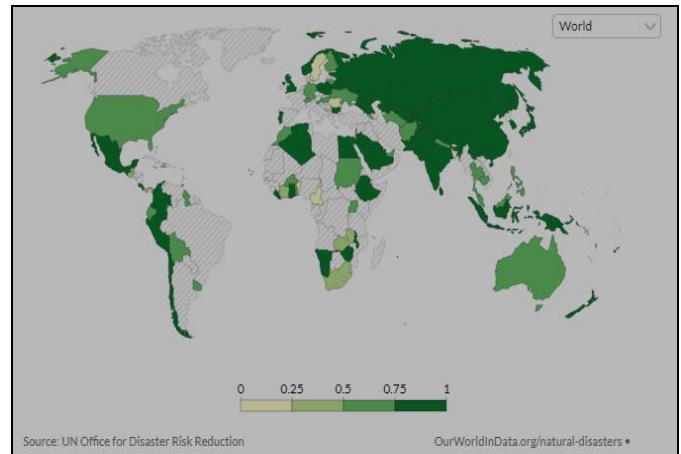 World
0 0.25 0.5 0.75 1
Source: UN Office for Disaster Risk Reduction
OurWorldInData.org/natural-disasters •